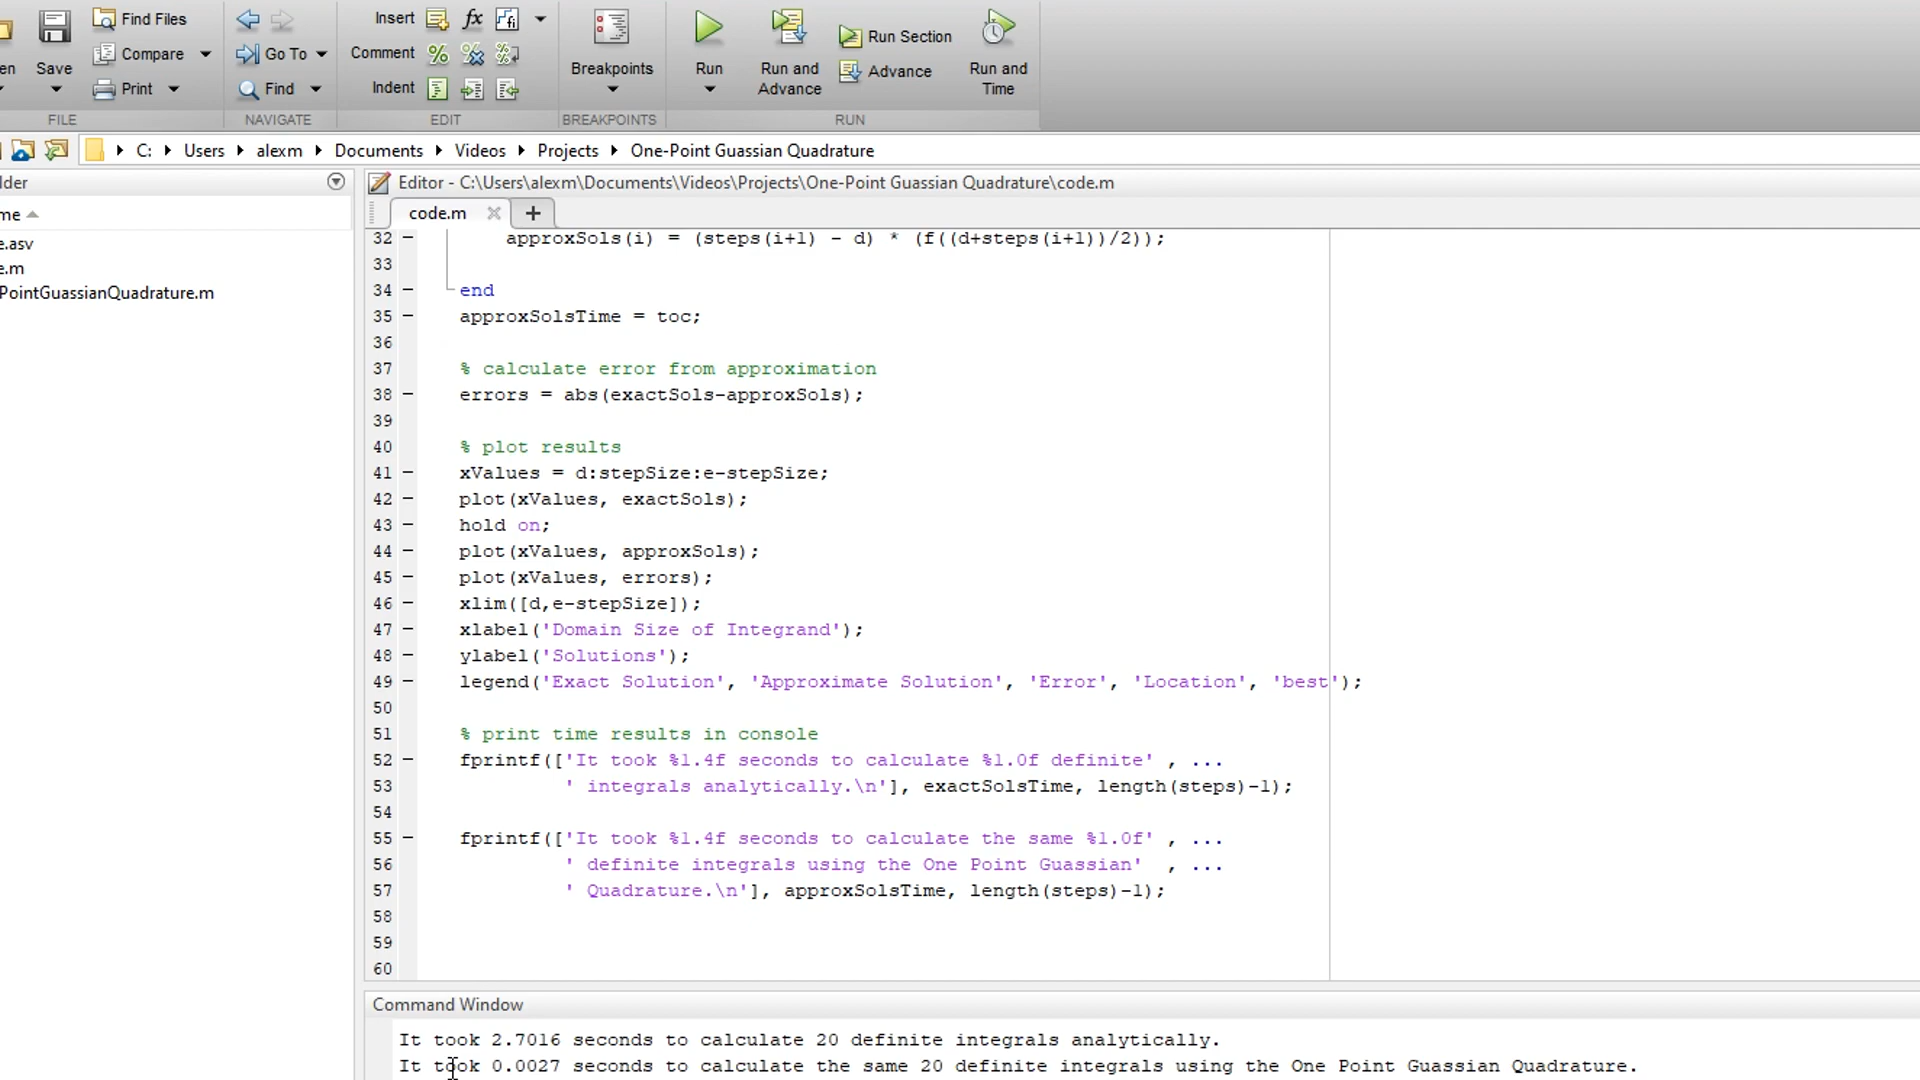 Find Files
Insert
Compare
Go To
Comment
Run Section
en
Save
Breakpoints
Run
Run and
Advance
Advance
Run and
Time
Print
Find
Indent
FILE
NAVIGATE
EDIT
BREAKPOINTS
RUN
C: Users alexm Documents Videos Projects One-Point Guassian Quadrature
lder
Editor - C:\Users\alexm\Documents\Videos\Projects\One-Point Guassian Quadrature\code.m
me
code.m
e.asv
e.m
PointGuassianQuadrature.m
32 approxSols(i) = (steps(i+1) - d) * (f((d+steps(i+1))/2));
33
34 end
35 approxSolsTime = toc;
36
37 % calculate error from approximation
38 errors = abs(exactSols-approxSols);
39
40 % plot results
41 xValues = d:stepSize:e-stepSize;
42 plot(xValues, exactSols);
43 hold on;
44 plot(xValues, approxSols);
45 plot(xValues, errors);
46 xlim([d,e-stepSize]);
47 xlabel('Domain Size of Integrand');
48 ylabel('Solutions');
49 legend('Exact Solution', 'Approximate Solution', 'Error', 'Location', 'best');
50
51 % print time results in console
52 fprintf(['It took %1.4f seconds to calculate %1.0f definite' , ...
53 ' integrals analytically.\n'], exactSolsTime, length(steps)-1);
54
55 fprintf(['It took %1.4f seconds to calculate the same %1.0f' , ...
56 ' definite integrals using the One Point Guassian' , ...
57 ' Quadrature.\n'], approxSolsTime, length(steps)-1);
58
59
60
Command Window
It took 2.7016 seconds to calculate 20 definite integrals analytically.
It took 0.0027 seconds to calculate the same 20 definite integrals using the One Point Guassian Quadrature.